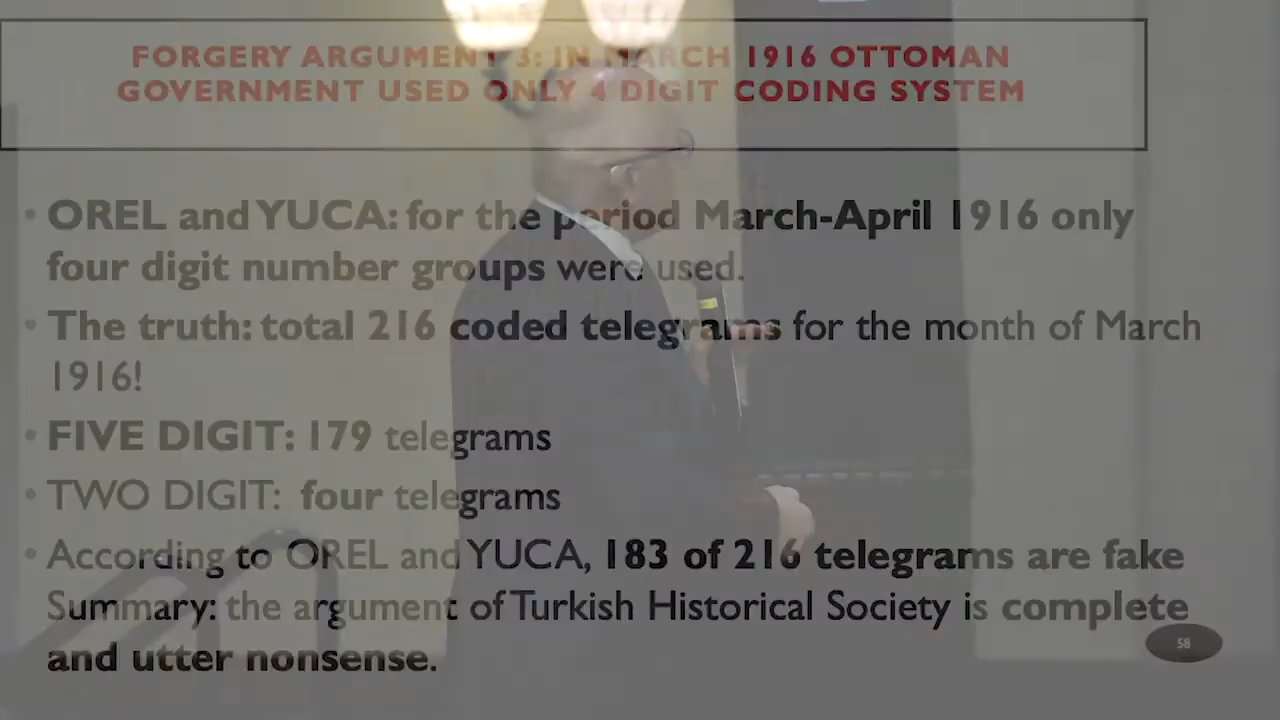 FORGERY ARGUMENT 3: IN MARCH 1916 OTTOMAN
GOVERNMENT USED ONLY 4 DIGIT CODING SYSTEM
• OREL and YUCA: for the period March-April 1916 only
four digit number groups were used.
• The truth: total 216 coded telegrams for the month of March
1916!
• FIVE DIGIT: 179 telegrams
• TWO DIGIT: four telegrams
• According to OREL and YUCA, 183 of 216 telegrams are fake
Summary: the argument of Turkish Historical Society is complete
and utter nonsense.
58